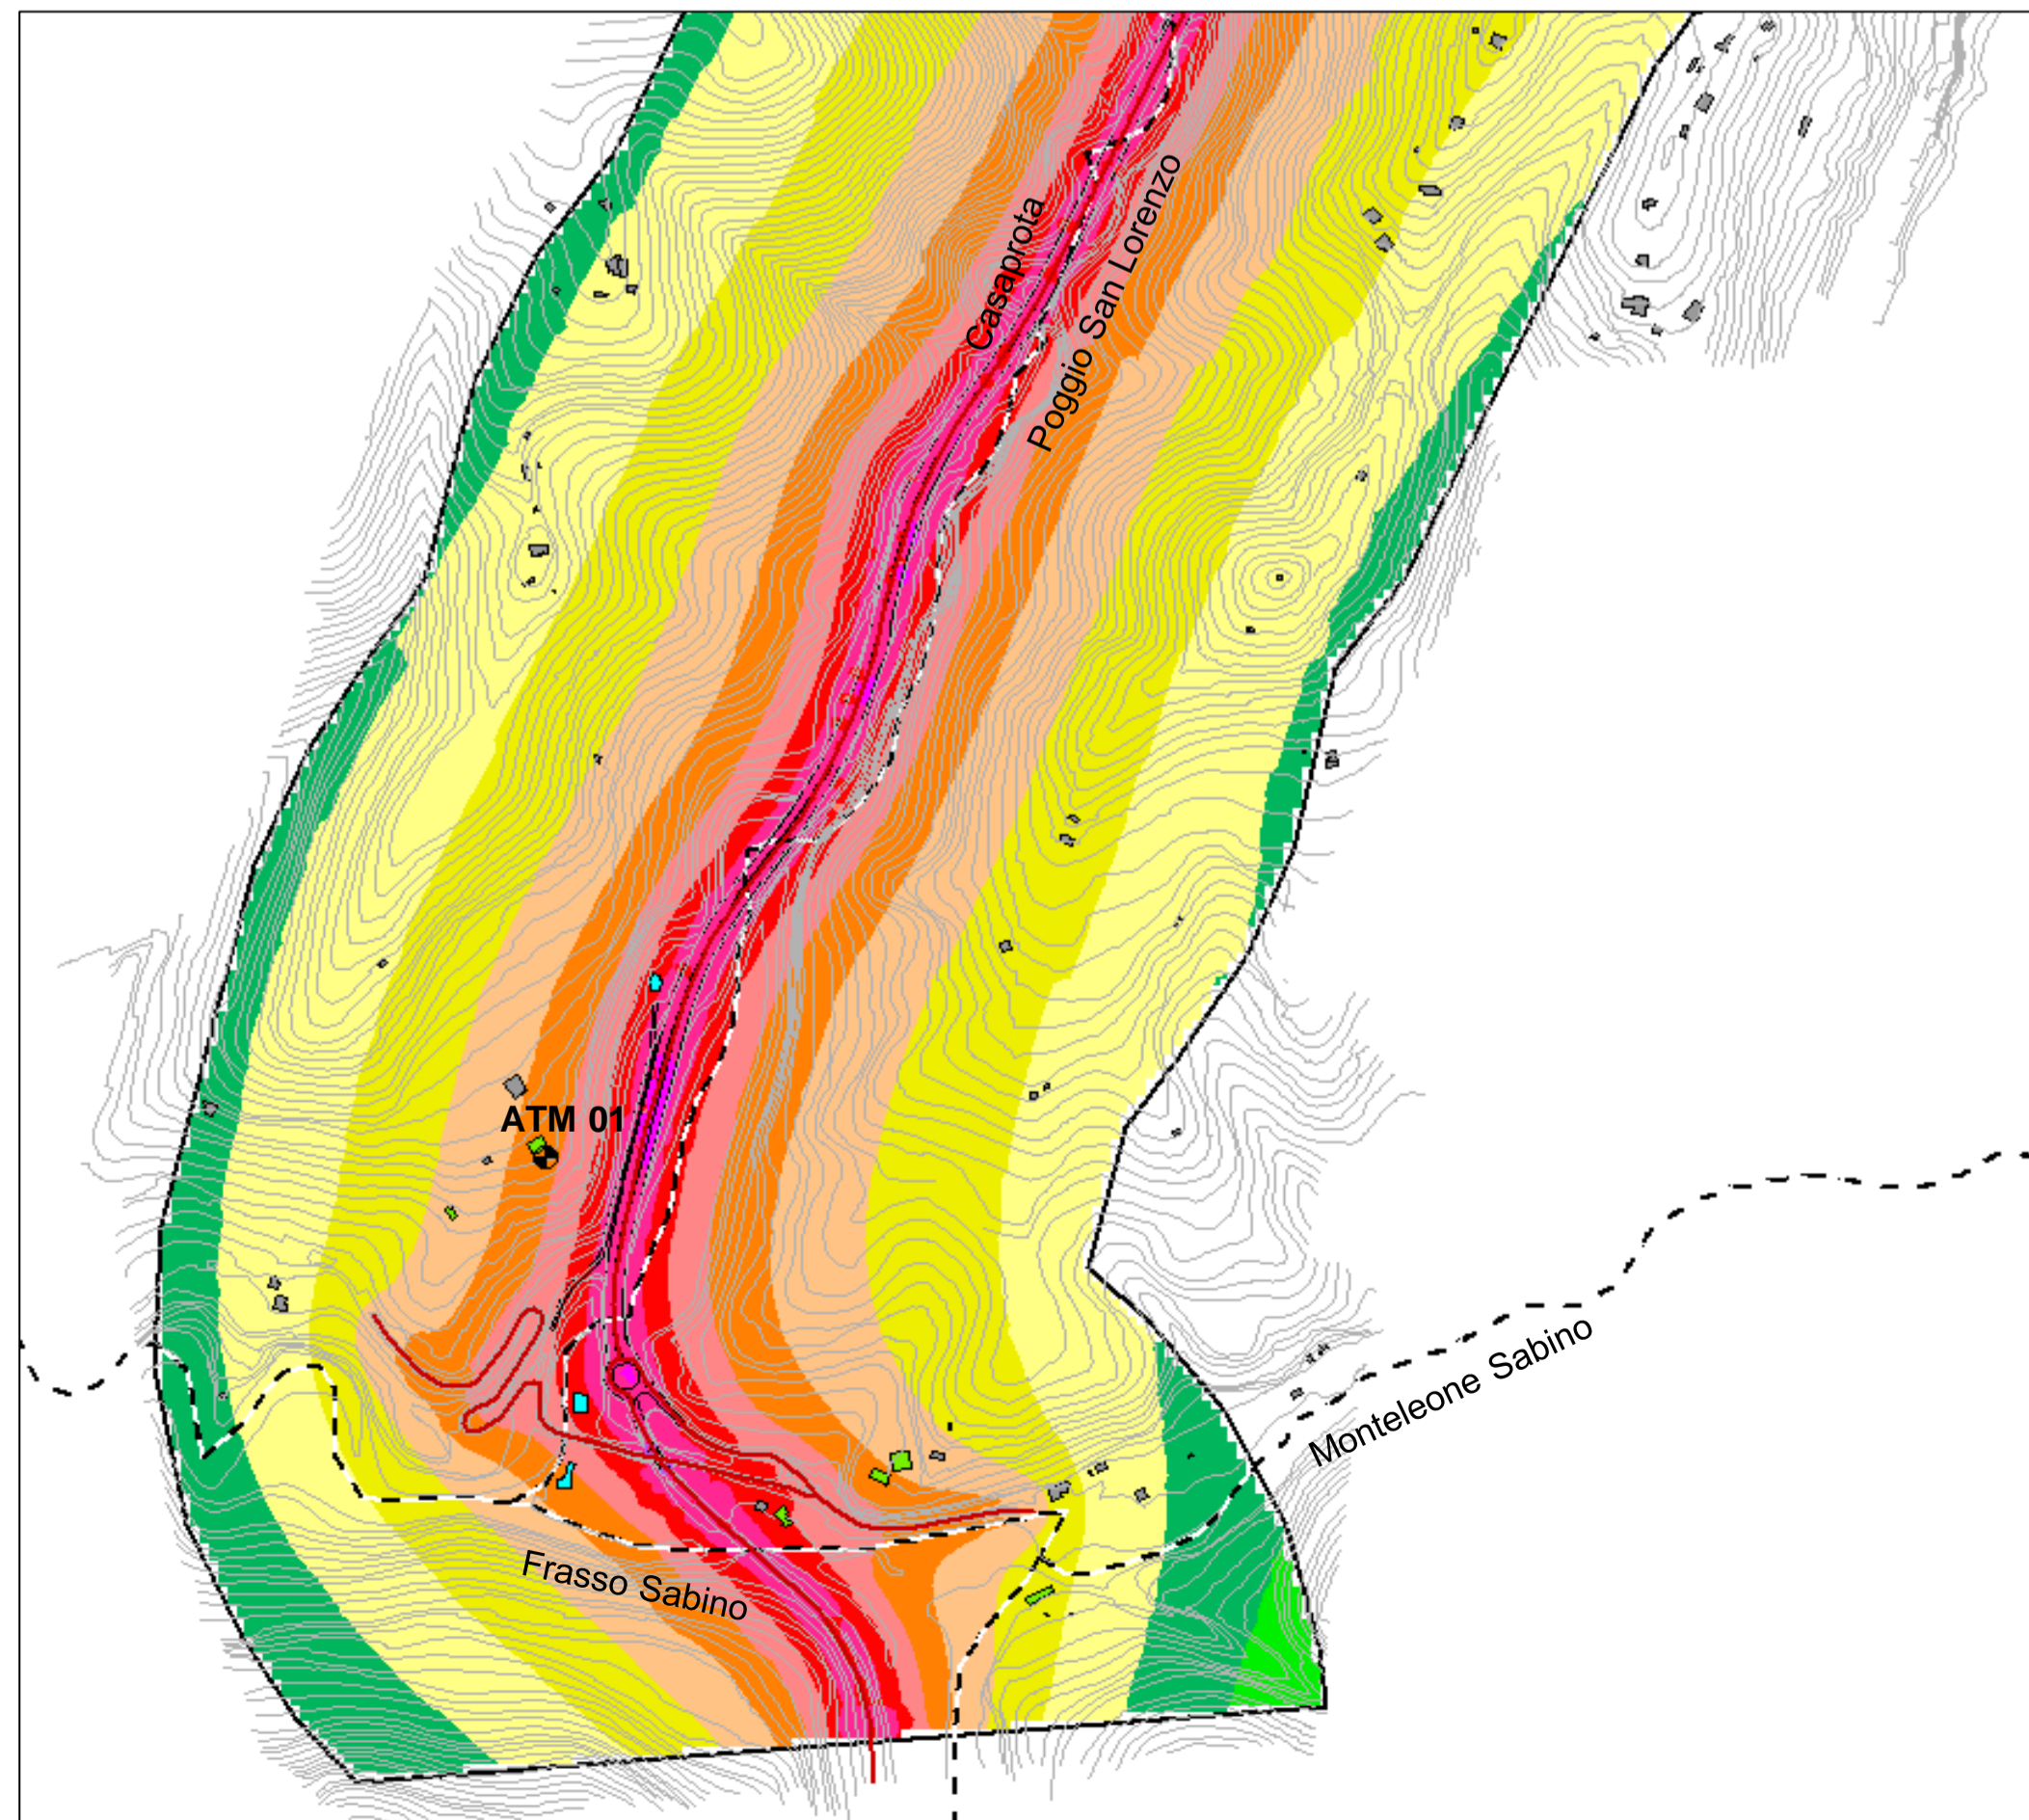 Casaprota
Poggio San Lorenzo
ATM 01
Monteleone Sabino
Frasso Sabino